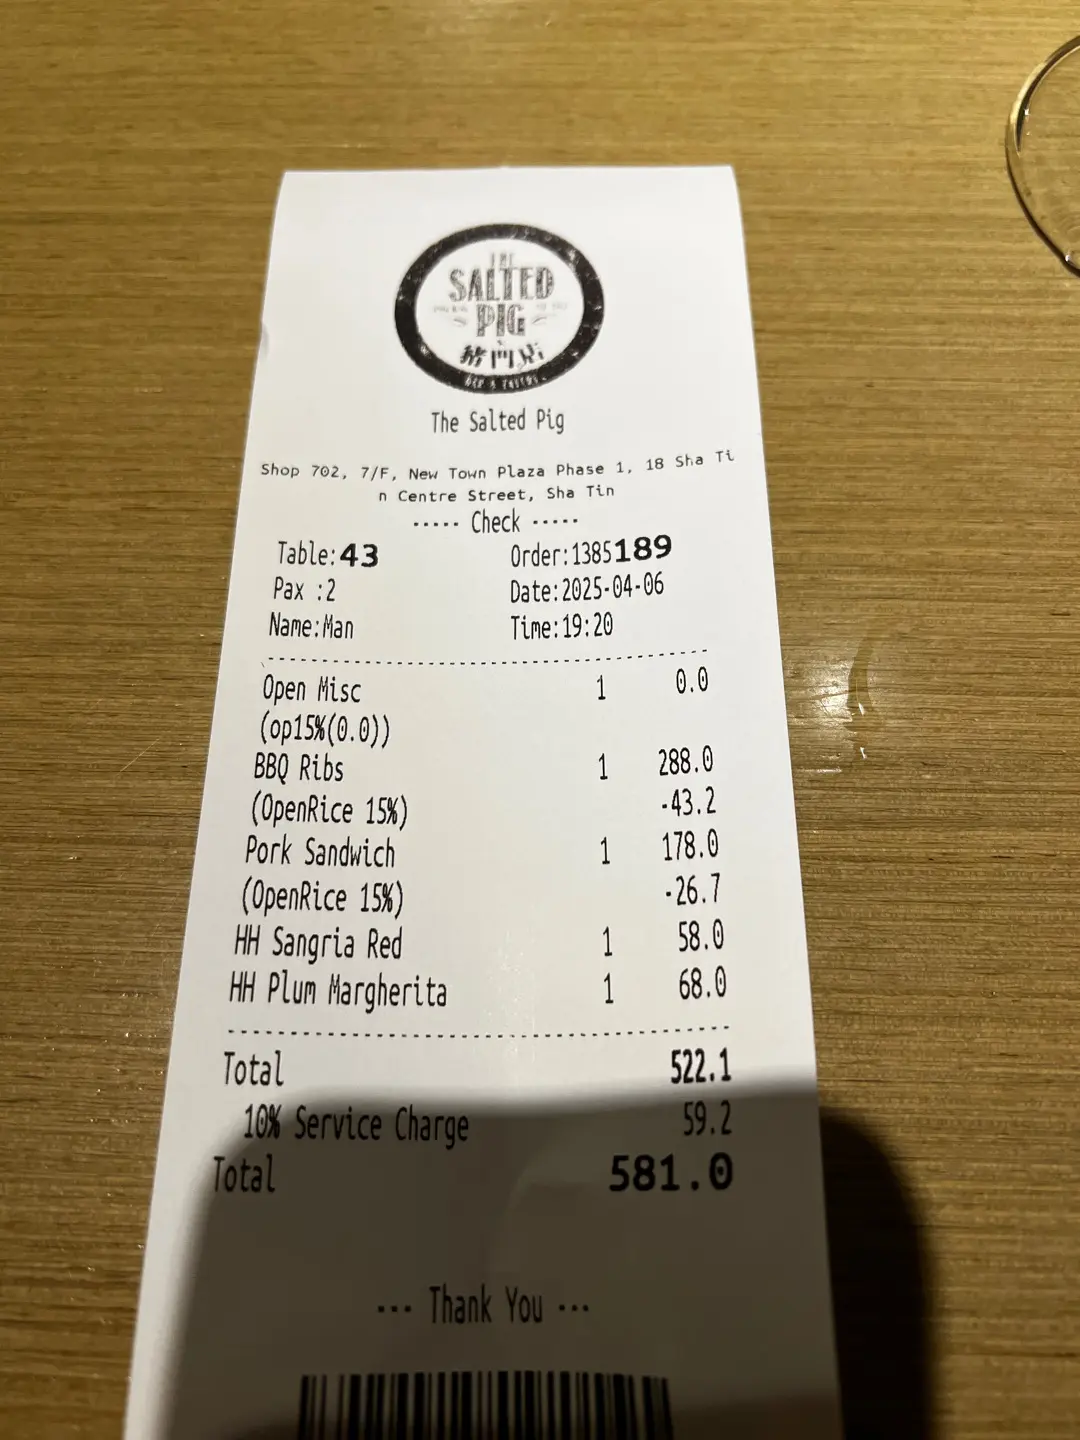 THE
SALTED
PIG
The Salted Pig
Shop 702, 7/F, New Town Plaza Phase 1, 18 Sha Ti
n Centre Street, Sha Tin
----- Check -----
Table:43 Order:1385189
Pax :2 Date:2025-04-06
Name:Man Time:19:20
Open Misc 1 0.0
(op15%(0.0))
BBQ Ribs 1 288.0
(OpenRice 15%) -43.2
Pork Sandwich 1 178.0
(OpenRice 15%) -26.7
HH Sangria Red 1 58.0
HH Plum Margherita 1 68.0
Total 522.1
10% Service Charge 59.2
Total 581.0
--- Thank You ---